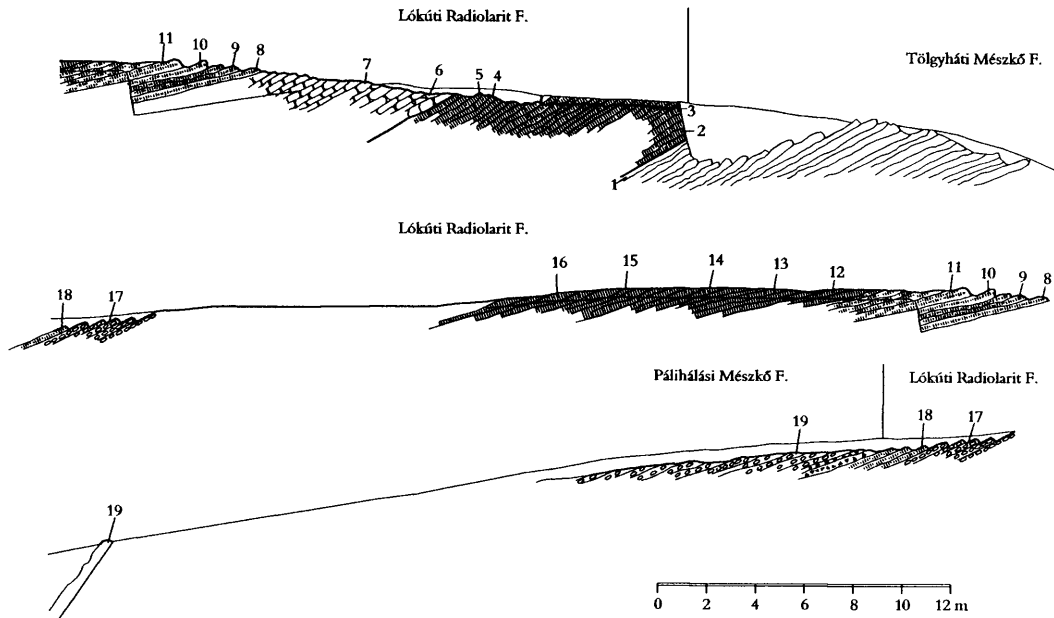 Lókúti Radiolarit F.
Tölgyháti Mészkő F.
11 10 9 8 7 6 5 4 3 2 1
Lókúti Radiolarit F.
18 17 16 15 14 13 12 11 10 9 8
Pálihálási Mészkő F. Lókúti Radiolarit F.
19 19 18 17
0 2 4 6 8 10 12 m